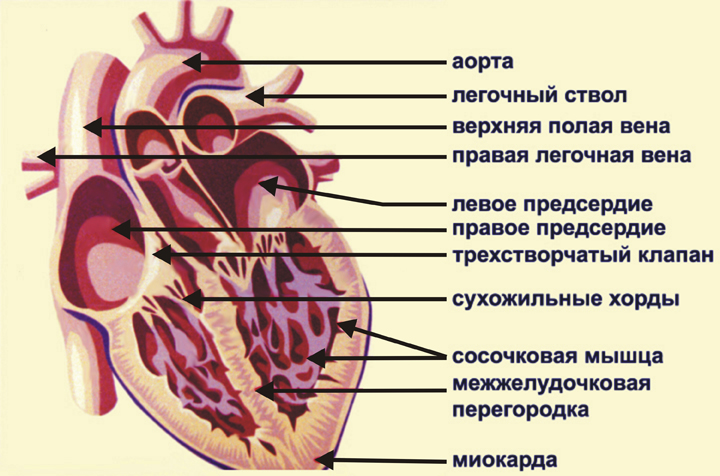 аорта
легочный ствол
верхняя полая вена
правая легочная вена
левое предсердие
правое предсердие
трехстворчатый клапан
сухожильные хорды
сосочковая мышца
межжелудочковая
перегородка
миокарда